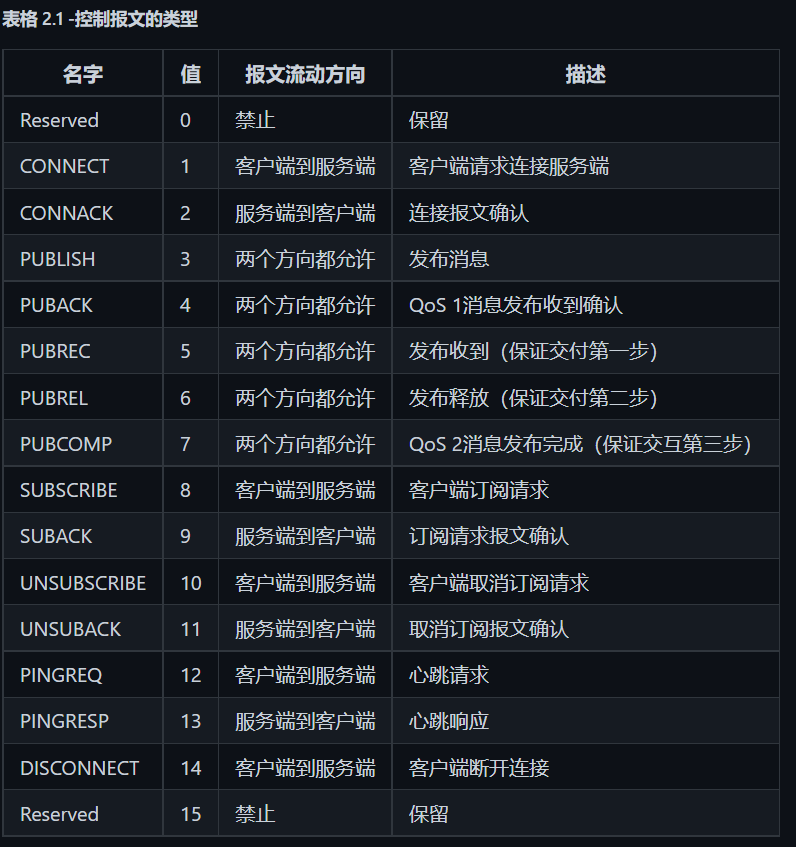 表格 2.1 -控制报文的类型
名字 值 报文流动方向 描述
Reserved 0 禁止 保留
CONNECT 1 客户端到服务端 客户端请求连接服务端
CONNACK 2 服务端到客户端 连接报文确认
PUBLISH 3 两个方向都允许 发布消息
PUBACK 4 两个方向都允许 QoS 1消息发布收到确认
PUBREC 5 两个方向都允许 发布收到（保证交付第一步）
PUBREL 6 两个方向都允许 发布释放（保证交付第二步）
PUBCOMP 7 两个方向都允许 QoS 2消息发布完成（保证交互第三步）
SUBSCRIBE 8 客户端到服务端 客户端订阅请求
SUBACK 9 服务端到客户端 订阅请求报文确认
UNSUBSCRIBE 10 客户端到服务端 客户端取消订阅请求
UNSUBACK 11 服务端到客户端 取消订阅报文确认
PINGREQ 12 客户端到服务端 心跳请求
PINGRESP 13 服务端到客户端 心跳响应
DISCONNECT 14 客户端到服务端 客户端断开连接
Reserved 15 禁止 保留